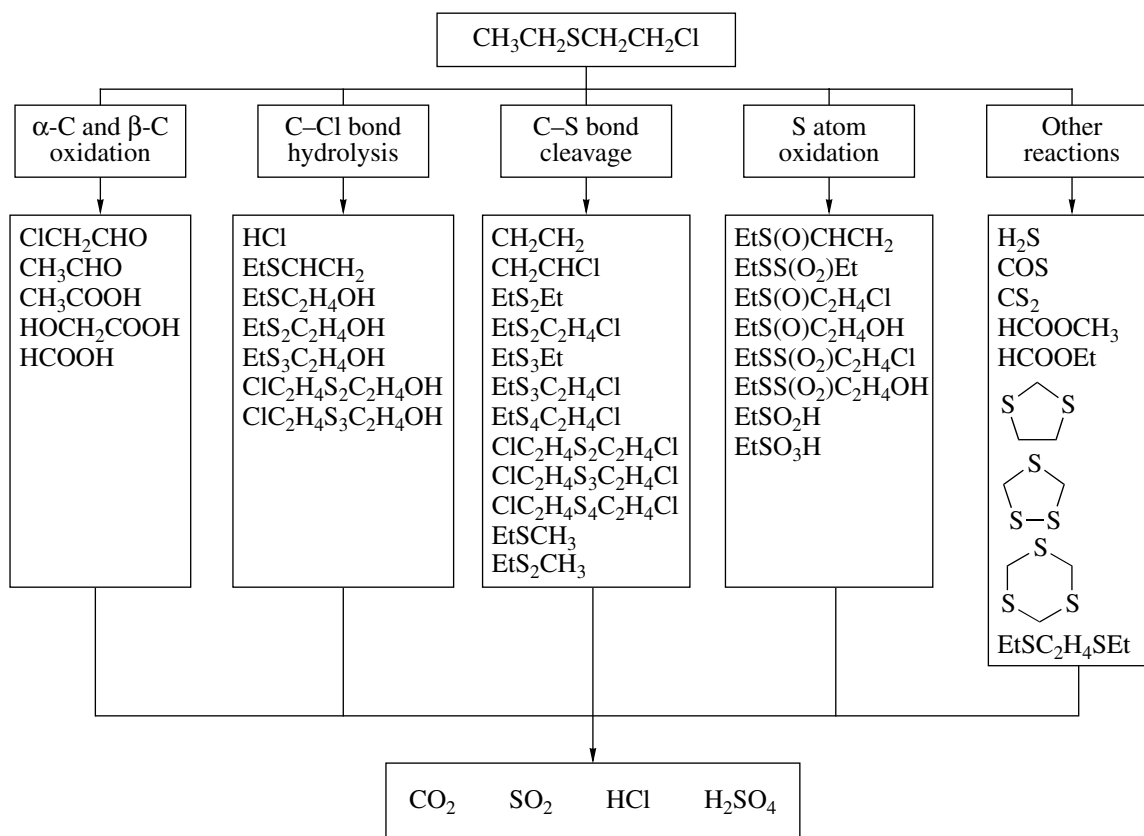 CH₃CH₂SCH₂CH₂Cl
α-C and β-C
oxidation
C–Cl bond
hydrolysis
C–S bond
cleavage
S atom
oxidation
Other
reactions
ClCH₂CHO
CH₃CHO
CH₃COOH
HOCH₂COOH
HCOOH
HCl
EtSCHCH₂
EtSC₂H₄OH
EtS₂C₂H₄OH
EtS₃C₂H₄OH
ClC₂H₄S₂C₂H₄OH
ClC₂H₄S₃C₂H₄OH
CH₂CH₂
CH₂CHCl
EtS₂Et
EtS₂C₂H₄Cl
EtS₃Et
EtS₃C₂H₄Cl
EtS₄C₂H₄Cl
ClC₂H₄S₂C₂H₄Cl
ClC₂H₄S₃C₂H₄Cl
ClC₂H₄S₄C₂H₄Cl
EtSCH₃
EtS₂CH₃
EtS(O)CHCH₂
EtSS(O₂)Et
EtS(O)C₂H₄Cl
EtS(O)C₂H₄OH
EtSS(O₂)C₂H₄Cl
EtSS(O₂)C₂H₄OH
EtSO₂H
EtSO₃H
H₂S
COS
CS₂
HCOOCH₃
HCOOEt
S S
S
S S
S
S S
EtSC₂H₄SEt
CO₂ SO₂ HCl H₂SO₄